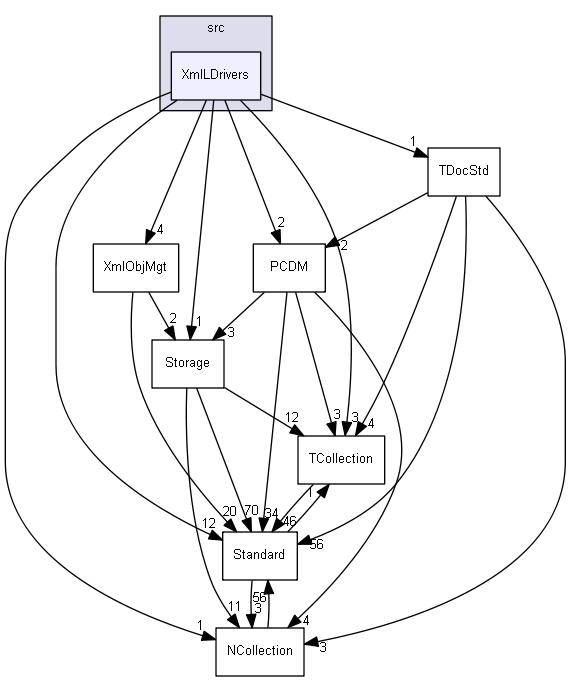 src
XmlLDrivers
1
TDocStd
4
2
2
XmlObjMgt
PCDM
2
1
3
Storage
12
3
3
4
TCollection
20
70
34
1
46
12
56
Standard
56
3
11
1
4
3
NCollection